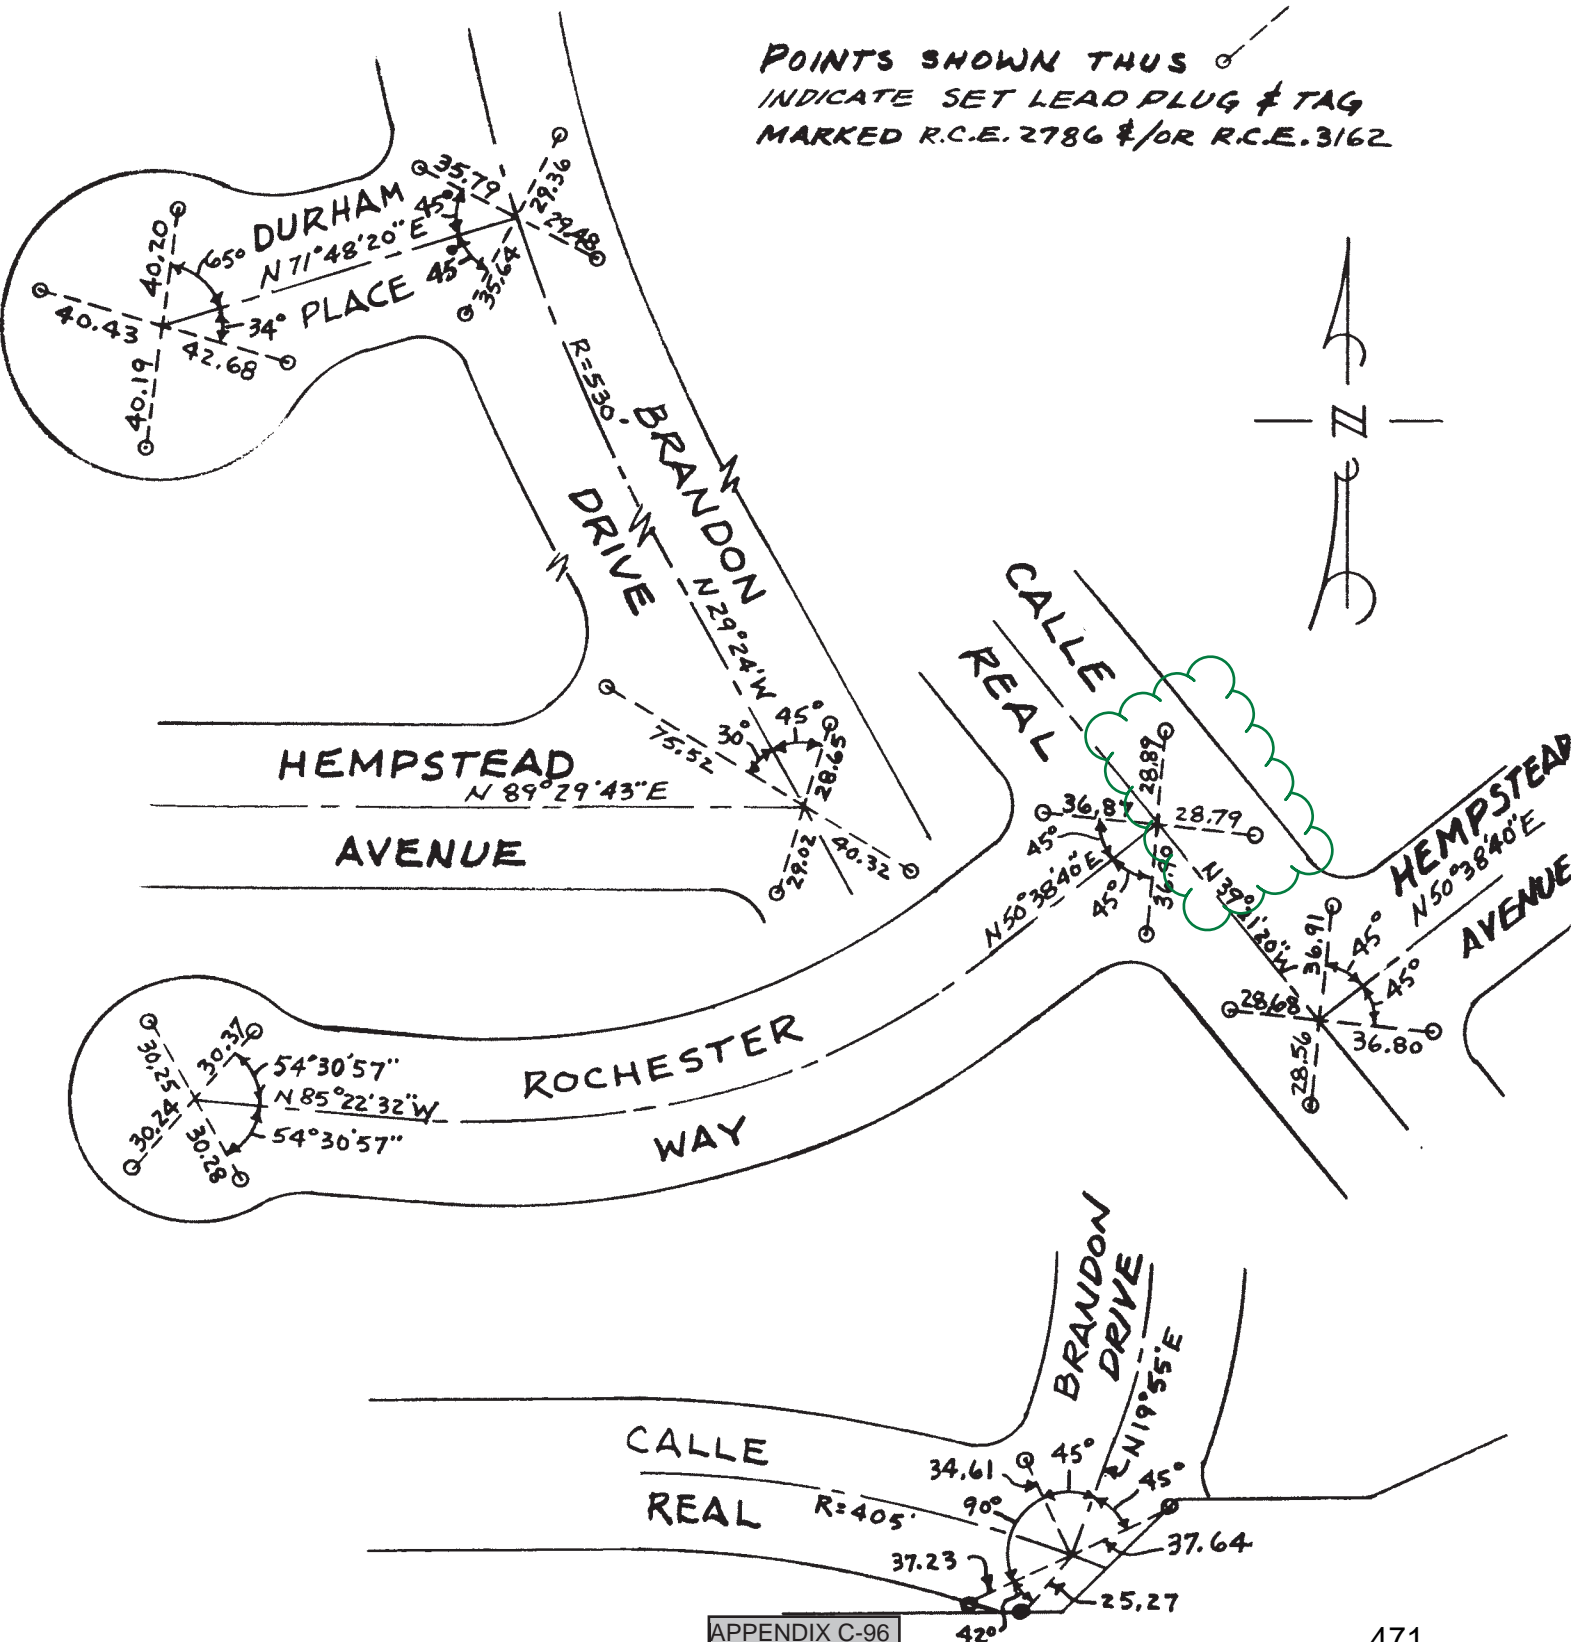 POINTS SHOWN THUS
INDICATE SET LEAD PLUG & TAG
MARKED R.C.E. 2786 &/OR R.C.E. 3162
35.79
29.36
45°
29.48
45°
35.64
DURHAM
N 71°48'20" E
PLACE
40.20
65°
40.43
34°
42.68
40.19
R=530'
BRANDON
DRIVE
N 29°24' W
N
CALLE
REAL
HEMPSTEAD
N 89°29'43" E
AVENUE
75.52
30°
45°
28.65
29.02
40.32
36.87
28.89
28.79
45°
45°
N 50°38'40" E
HEMPSTEAD
N 50°38'40" E
AVENUE
36.91
45°
45°
28.68
36.80
28.56
30.25
30.37
54°30'57"
N 85°22'32" W
54°30'57"
30.24
30.28
ROCHESTER
WAY
BRANDON
DRIVE
N 19°55' E
CALLE
REAL
R=405'
34.61
45°
45°
90°
37.64
37.23
25.27
42°
APPENDIX C-96
471